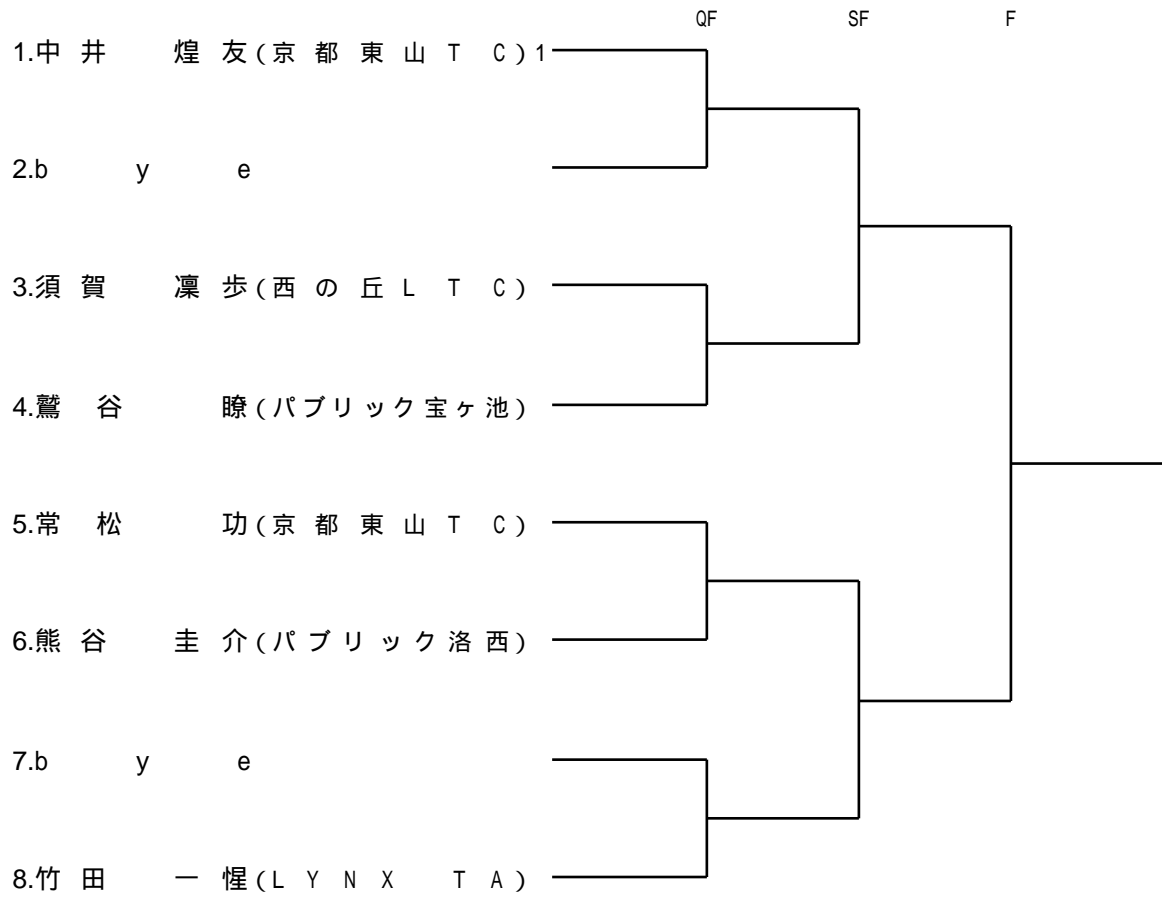 QF SF F
1.中井 煌友(京都東山TC)1
2.bye
3.須賀 凜歩(西の丘LTC)
4.鷲谷 瞭(パブリック宝ヶ池)
5.常松 功(京都東山TC)
6.熊谷 圭介(パブリック洛西)
7.bye
8.竹田 一惺(LYNX TA)